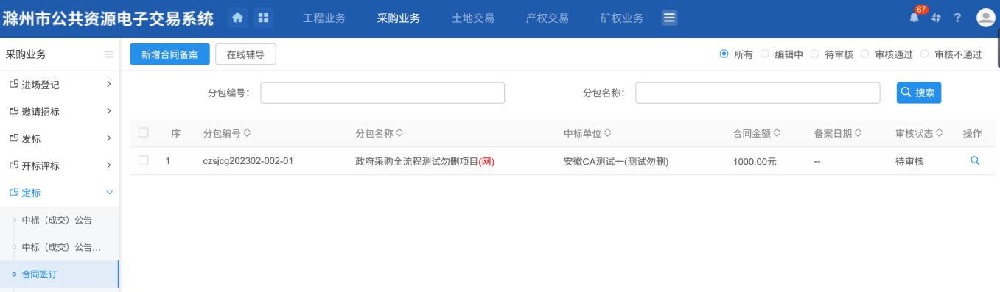 滁州市公共资源电子交易系统 工程业务 采购业务 土地交易 产权交易 矿权业务 67 ?
采购业务 新增合同备案 在线辅导 所有 编辑中 待审核 审核通过 审核不通过
进场登记
分包编号： 分包名称： 搜索
邀请招标
序 分包编号 分包名称 中标单位 合同金额 备案日期 审核状态 操作
发标
1 czsjcg202302-002-01 政府采购全流程测试勿删项目(网) 安徽CA测试一(测试勿删) 1000.00元 -- 待审核
开标评标
定标
中标（成交）公告
中标（成交）公告...
合同签订